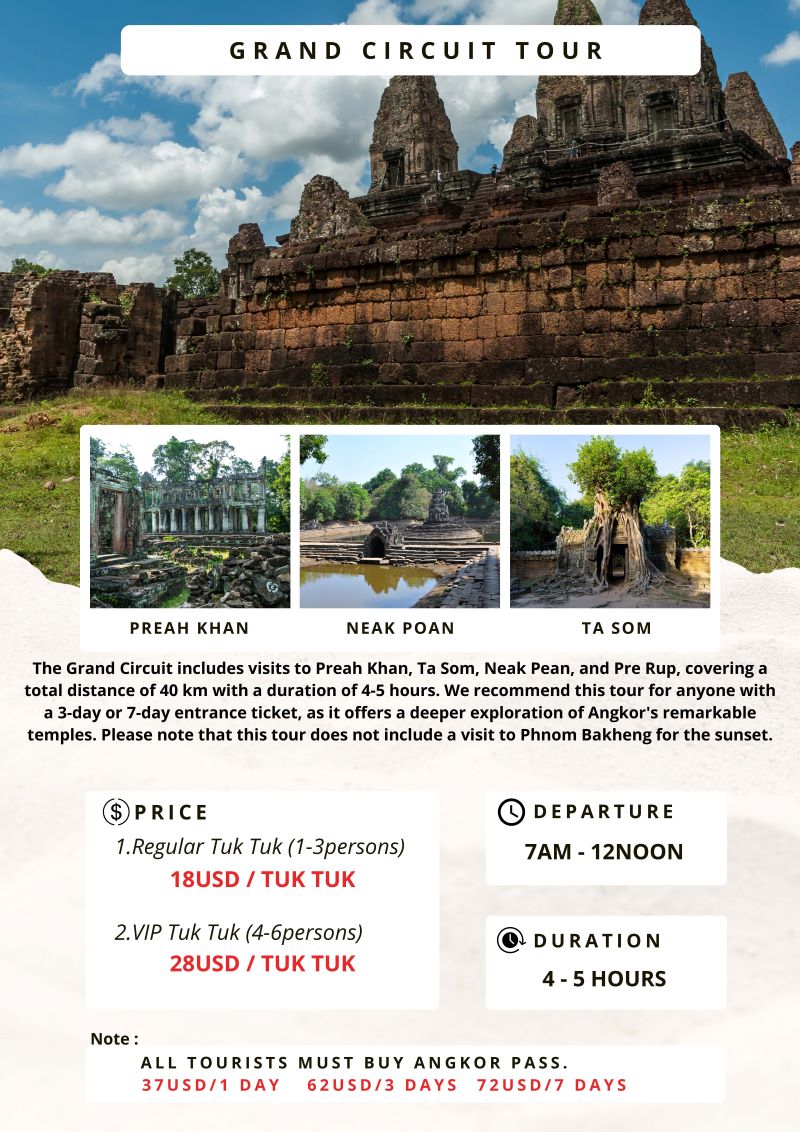 GRAND CIRCUIT TOUR
PREAH KHAN
NEAK POAN
TA SOM
The Grand Circuit includes visits to Preah Khan, Ta Som, Neak Pean, and Pre Rup, covering a
total distance of 40 km with a duration of 4-5 hours. We recommend this tour for anyone with
a 3-day or 7-day entrance ticket, as it offers a deeper exploration of Angkor's remarkable
temples. Please note that this tour does not include a visit to Phnom Bakheng for the sunset.
PRICE
1.Regular Tuk Tuk (1-3persons)
18USD / TUK TUK
2.VIP Tuk Tuk (4-6persons)
28USD / TUK TUK
DEPARTURE
7AM - 12NOON
DURATION
4 - 5 HOURS
Note :
ALL TOURISTS MUST BUY ANGKOR PASS.
37USD/1 DAY 62USD/3 DAYS 72USD/7 DAYS